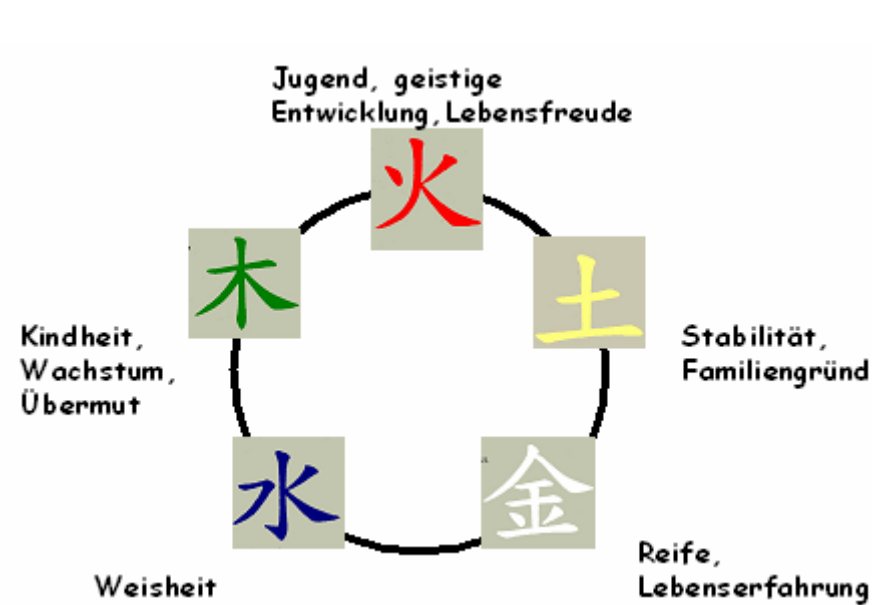 Jugend, geistige
Entwicklung, Lebensfreude
火
木
土
Kindheit,
Wachstum,
Übermut
Stabilität,
Familiengründ
水
金
Weisheit
Reife,
Lebenserfahrung